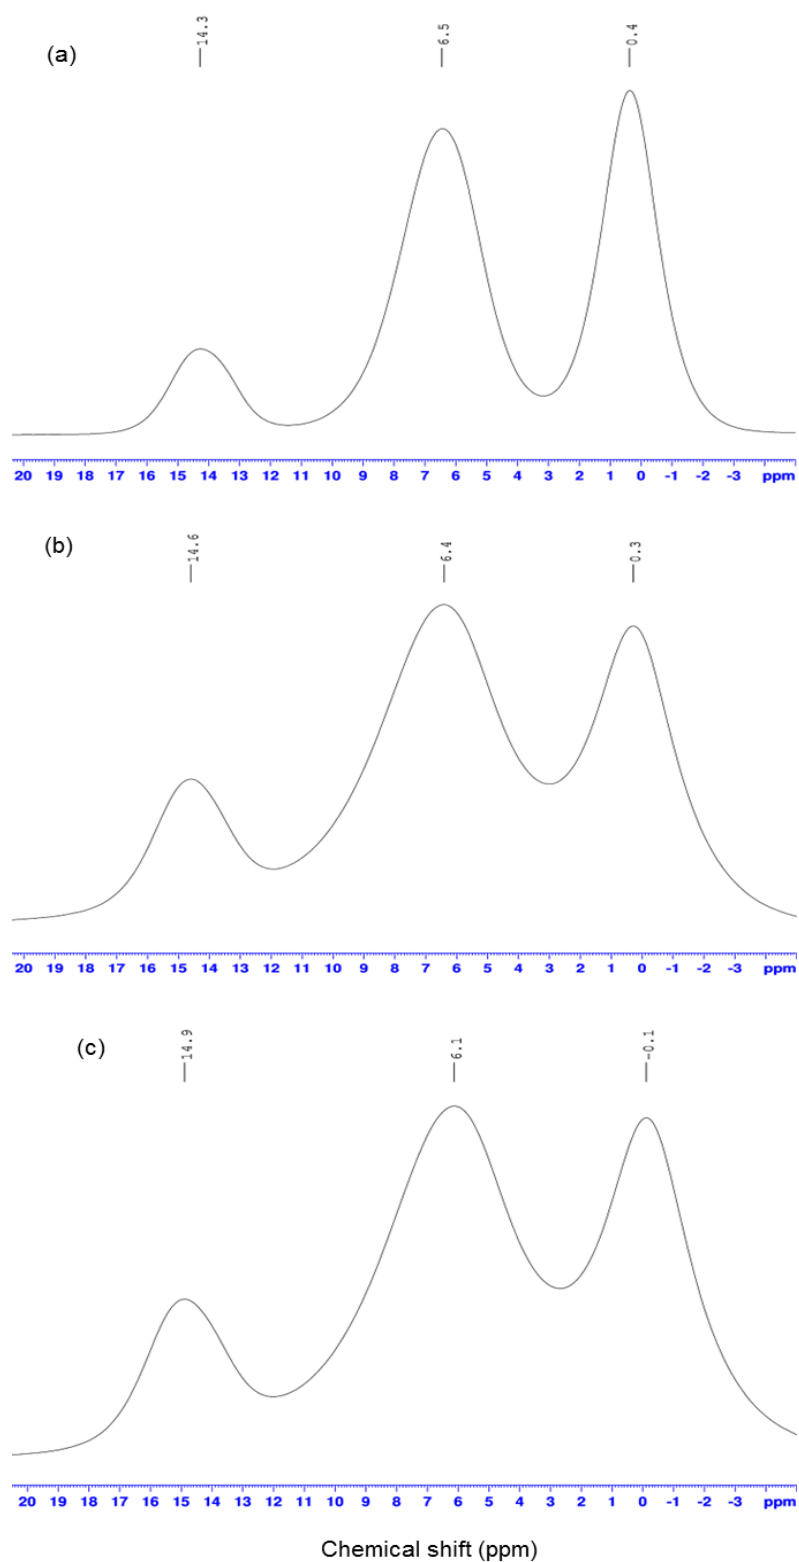 (a)
14.3
6.5
0.4
20 19 18 17 16 15 14 13 12 11 10 9 8 7 6 5 4 3 2 1 0 -1 -2 -3 ppm
(b)
14.6
6.4
0.3
20 19 18 17 16 15 14 13 12 11 10 9 8 7 6 5 4 3 2 1 0 -1 -2 -3 ppm
(c)
14.9
6.1
-0.1
20 19 18 17 16 15 14 13 12 11 10 9 8 7 6 5 4 3 2 1 0 -1 -2 -3 ppm
Chemical shift (ppm)